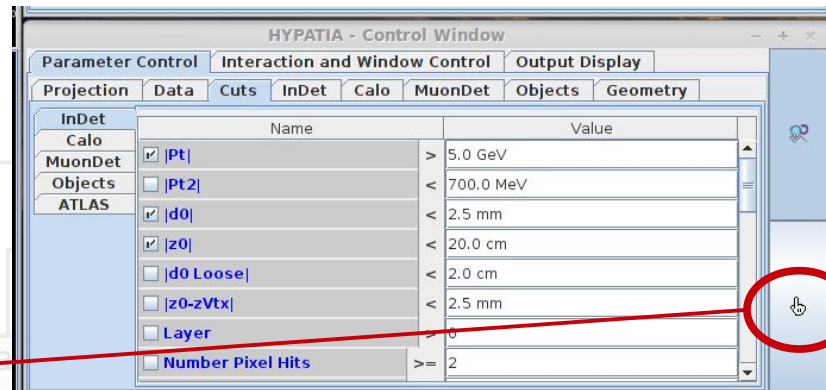 HYPATIA - Control Window
Parameter Control Interaction and Window Control Output Display
Projection Data Cuts InDet Calo MuonDet Objects Geometry
InDet
Calo
MuonDet
Objects
ATLAS
Name Value
|Pt| > 5.0 GeV
|Pt2| < 700.0 MeV
|d0| < 2.5 mm
|z0| < 20.0 cm
|d0 Loose| < 2.0 cm
|z0-zVtx| < 2.5 mm
Layer > 0
Number Pixel Hits >= 2